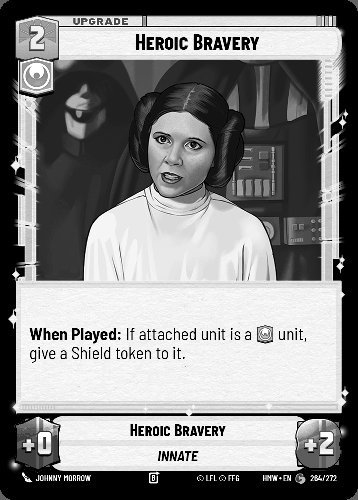 UPGRADE
2
HEROIC BRAVERY
When Played: If attached unit is a unit,
give a Shield token to it.
+0
HEROIC BRAVERY
+2
INNATE
JOHNNY MORROW
© LFL © FFG
HMW • EN
264/272